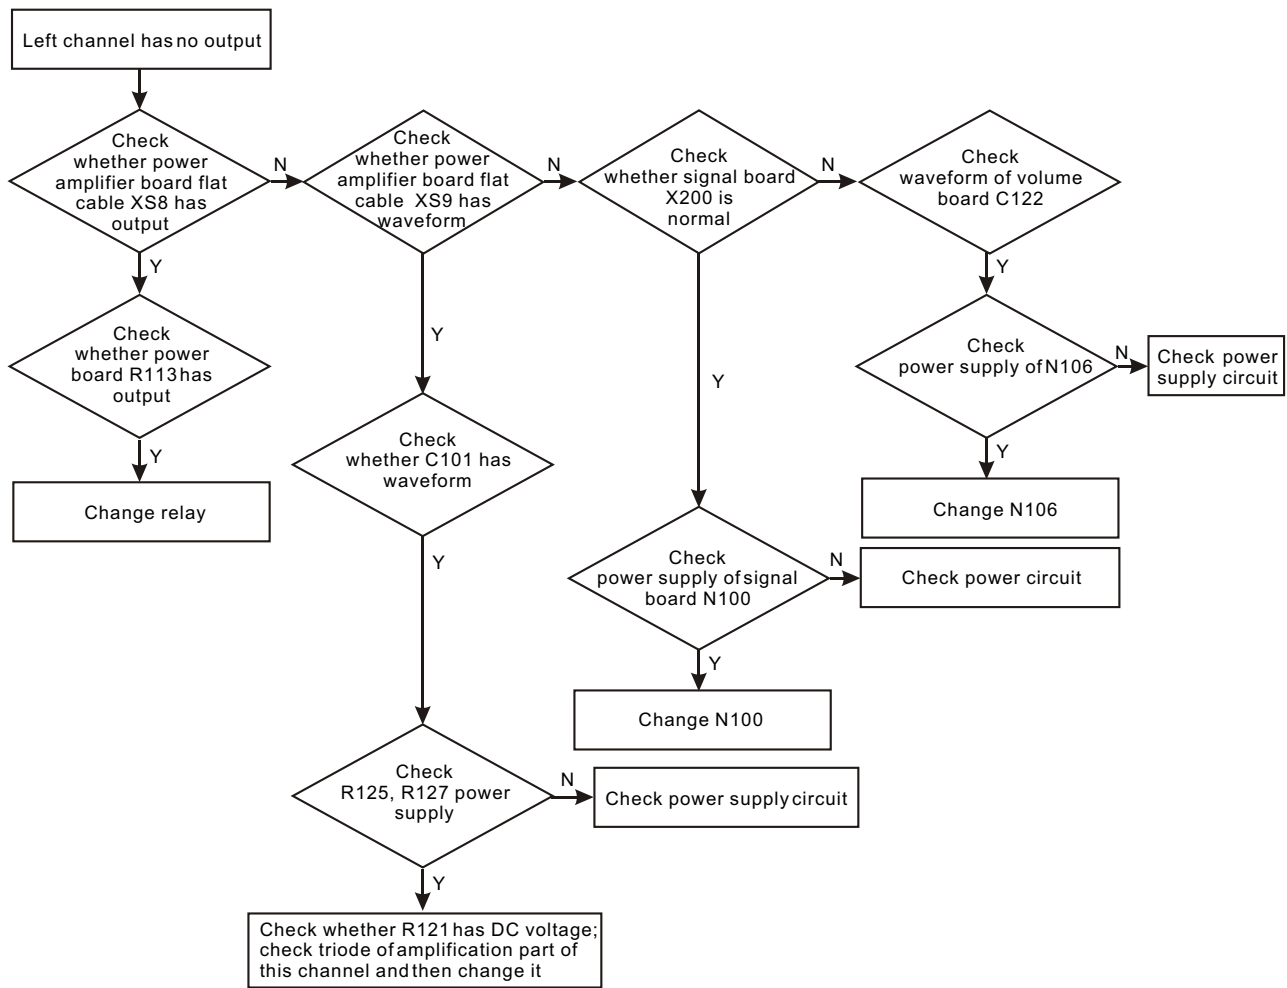 Left channel has no output
Check
whether power
amplifier board flat
cable XS8 has
output
N
Check
whether power
amplifier board flat
cable XS9 has
waveform
N
Check
whether signal board
X200 is
normal
N
Check
waveform of volume
board C122
Y
Check
whether power
board R113 has
output
Y
Change relay
Y
Check
whether C101 has
waveform
Y
Check
R125, R127 power
supply
N
Check power supply circuit
Y
Check whether R121 has DC voltage;
check triode of amplification part of
this channel and then change it
Y
Check
power supply of signal
board N100
N
Check power circuit
Y
Change N100
Y
Check
power supply of N106
N
Check power
supply circuit
Y
Change N106